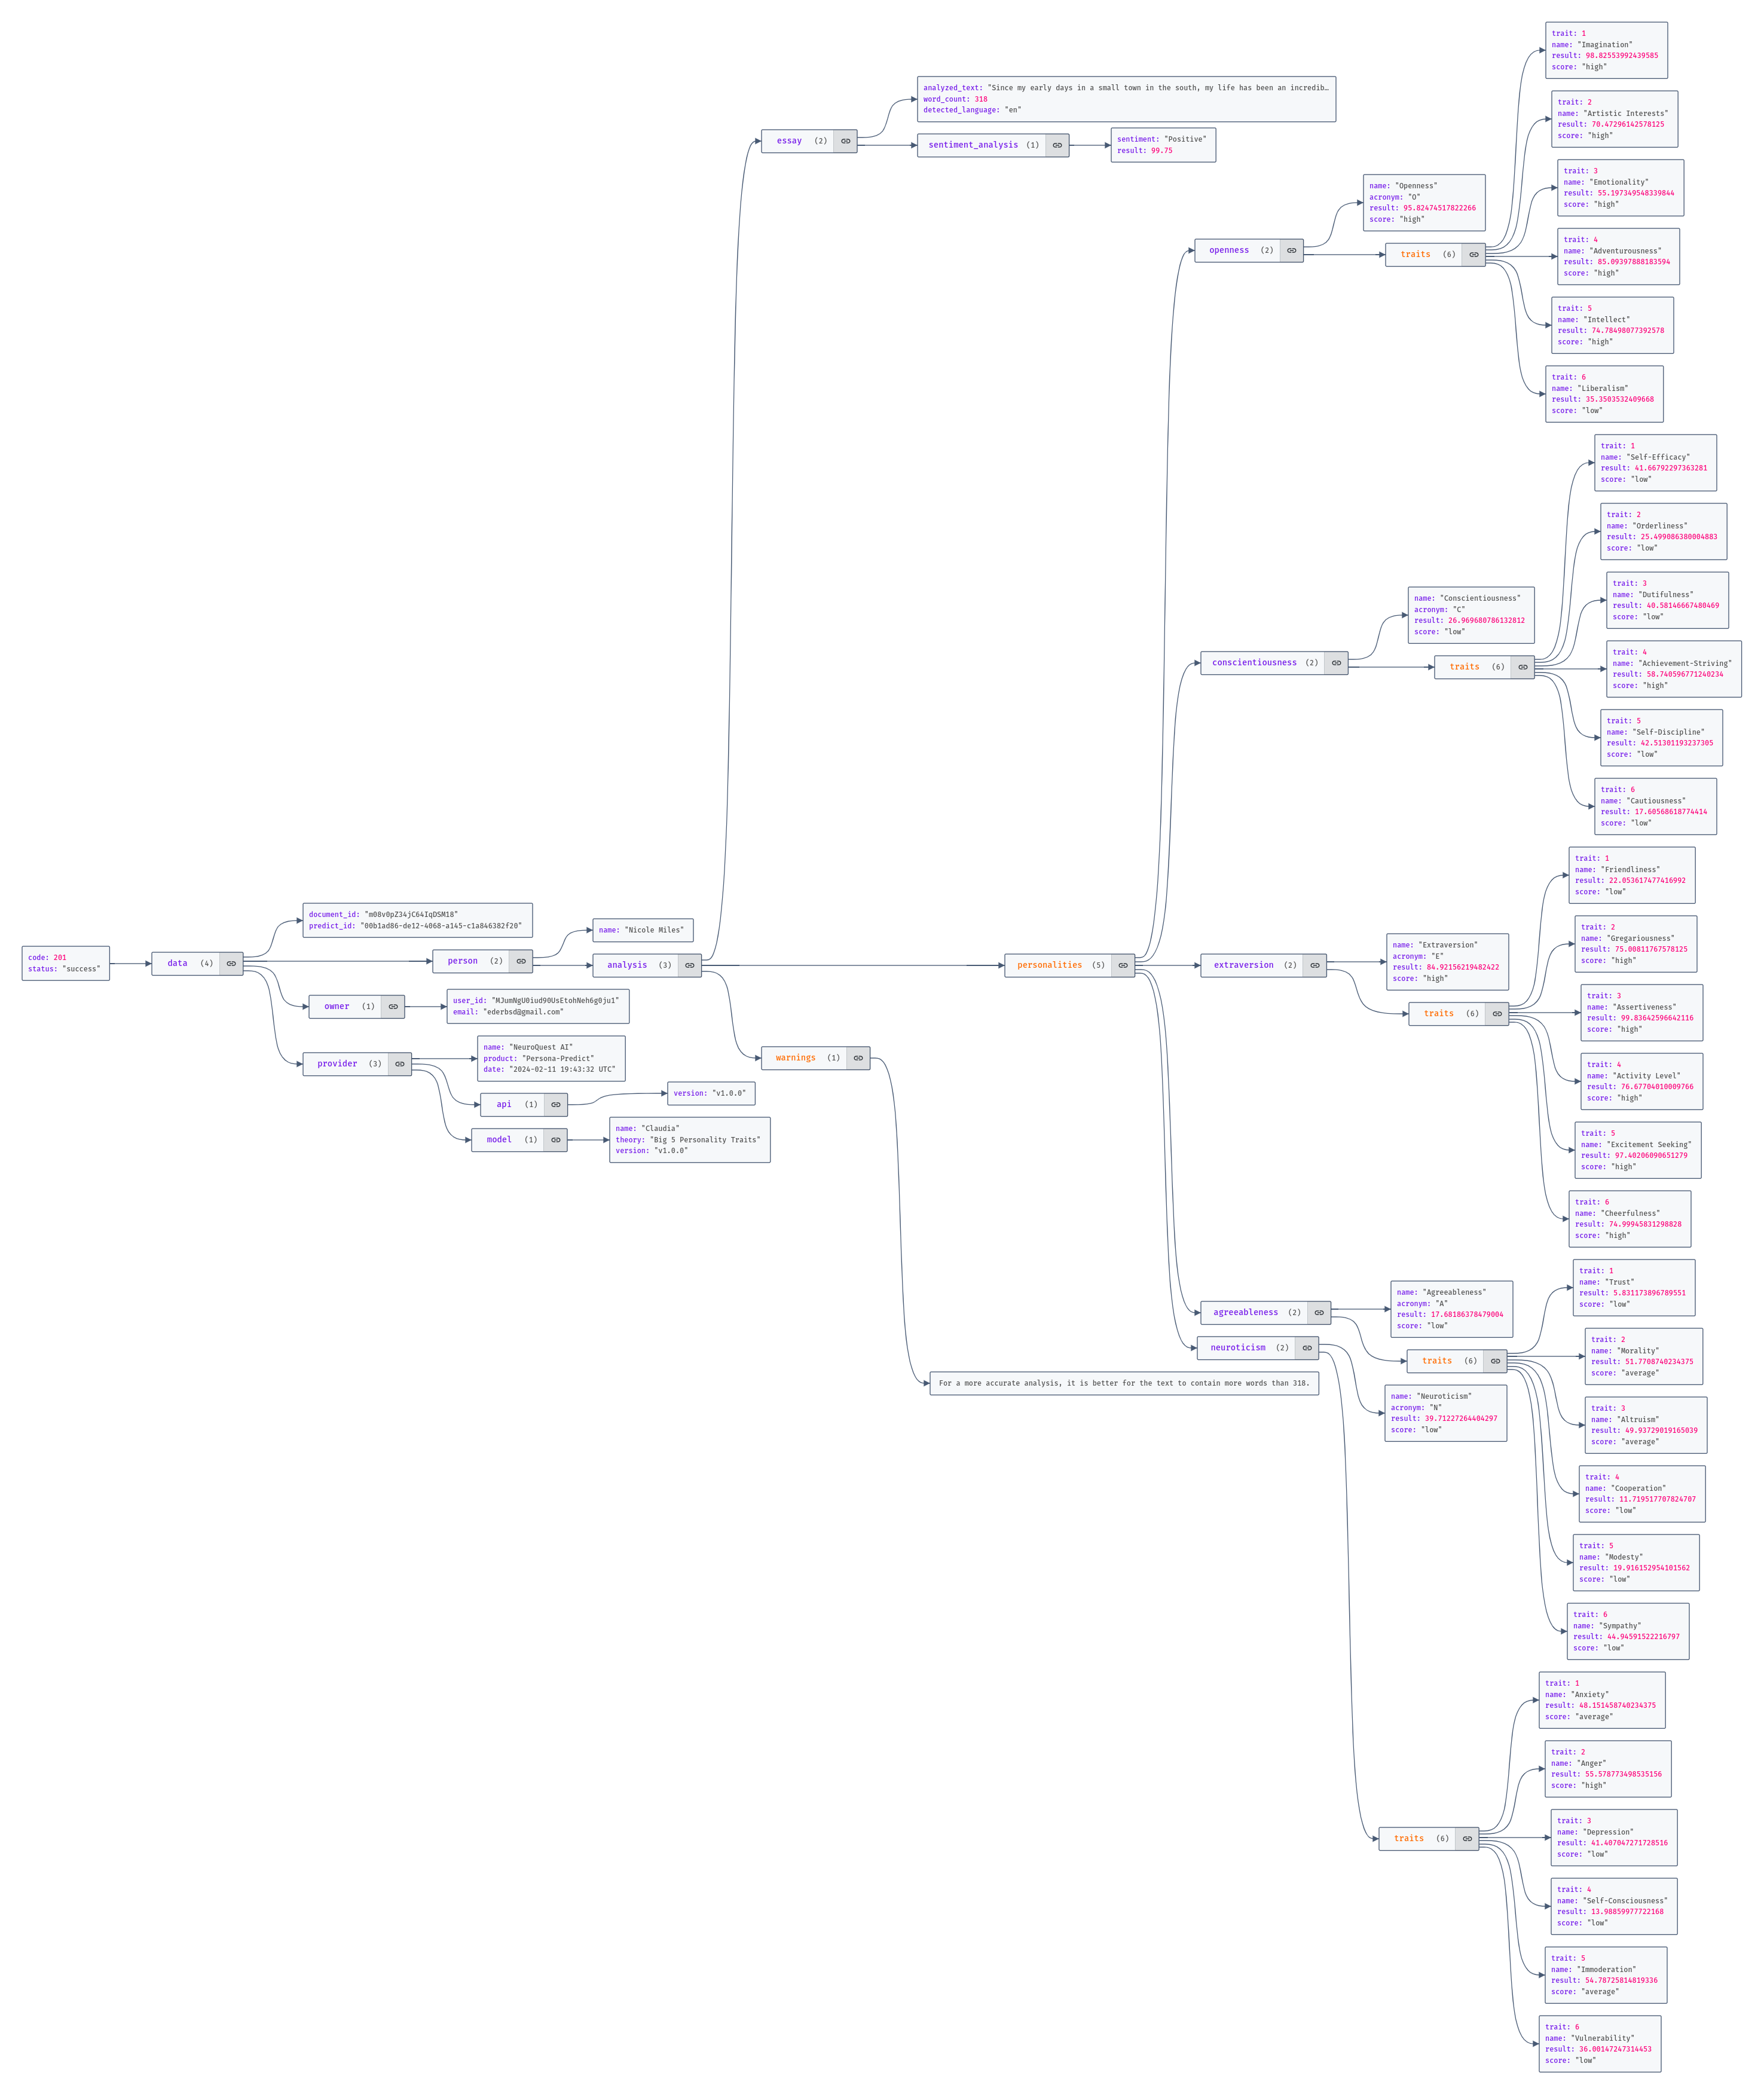 code: 201
status: "success"
data (4)
document_id: "m08v0pZ34jC64IqDSM18"
predict_id: "00b1ad86-de12-4068-a145-c1a846382f20"
person (2)
name: "Nicole Miles"
analysis (3)
essay (2)
analyzed_text: "Since my early days in a small town in the south, my life has been an incredib…
word_count: 318
detected_language: "en"
sentiment_analysis (1)
sentiment: "Positive"
result: 99.75
personalities (5)
openness (2)
name: "Openness"
acronym: "O"
result: 95.82474517822266
score: "high"
traits (6)
trait: 1
name: "Imagination"
result: 98.82553992439585
score: "high"
trait: 2
name: "Artistic Interests"
result: 70.47296142578125
score: "high"
trait: 3
name: "Emotionality"
result: 55.197349548339844
score: "high"
trait: 4
name: "Adventurousness"
result: 85.09397888183594
score: "high"
trait: 5
name: "Intellect"
result: 74.78498077392578
score: "high"
trait: 6
name: "Liberalism"
result: 35.3503532409668
score: "low"
conscientiousness (2)
name: "Conscientiousness"
acronym: "C"
result: 26.969680786132812
score: "low"
traits (6)
trait: 1
name: "Self-Efficacy"
result: 41.66792297363281
score: "low"
trait: 2
name: "Orderliness"
result: 25.499086380004883
score: "low"
trait: 3
name: "Dutifulness"
result: 40.58146667480469
score: "low"
trait: 4
name: "Achievement-Striving"
result: 58.740596771240234
score: "high"
trait: 5
name: "Self-Discipline"
result: 42.51301193237305
score: "low"
trait: 6
name: "Cautiousness"
result: 17.60568618774414
score: "low"
extraversion (2)
name: "Extraversion"
acronym: "E"
result: 84.92156219482422
score: "high"
traits (6)
trait: 1
name: "Friendliness"
result: 22.053617477416992
score: "low"
trait: 2
name: "Gregariousness"
result: 75.00811767578125
score: "high"
trait: 3
name: "Assertiveness"
result: 99.83642596642116
score: "high"
trait: 4
name: "Activity Level"
result: 76.67704010009766
score: "high"
trait: 5
name: "Excitement Seeking"
result: 97.40206090651279
score: "high"
trait: 6
name: "Cheerfulness"
result: 74.99945831298828
score: "high"
agreeableness (2)
name: "Agreeableness"
acronym: "A"
result: 17.68186378479004
score: "low"
traits (6)
trait: 1
name: "Trust"
result: 5.831173896789551
score: "low"
trait: 2
name: "Morality"
result: 51.7708740234375
score: "average"
trait: 3
name: "Altruism"
result: 49.93729019165039
score: "average"
trait: 4
name: "Cooperation"
result: 11.719517707824707
score: "low"
trait: 5
name: "Modesty"
result: 19.916152954101562
score: "low"
trait: 6
name: "Sympathy"
result: 44.94591522216797
score: "low"
neuroticism (2)
name: "Neuroticism"
acronym: "N"
result: 39.71227264404297
score: "low"
traits (6)
trait: 1
name: "Anxiety"
result: 48.151458740234375
score: "average"
trait: 2
name: "Anger"
result: 55.578773498535156
score: "high"
trait: 3
name: "Depression"
result: 41.407047271728516
score: "low"
trait: 4
name: "Self-Consciousness"
result: 13.98859977722168
score: "low"
trait: 5
name: "Immoderation"
result: 54.78725814819336
score: "average"
trait: 6
name: "Vulnerability"
result: 36.00147247314453
score: "low"
warnings (1)
For a more accurate analysis, it is better for the text to contain more words than 318.
owner (1)
user_id: "MJumNgU0iud90UsEtohNeh6g0ju1"
email: "ederbsd@gmail.com"
provider (3)
name: "NeuroQuest AI"
product: "Persona-Predict"
date: "2024-02-11 19:43:32 UTC"
api (1)
version: "v1.0.0"
model (1)
name: "Claudia"
theory: "Big 5 Personality Traits"
version: "v1.0.0"